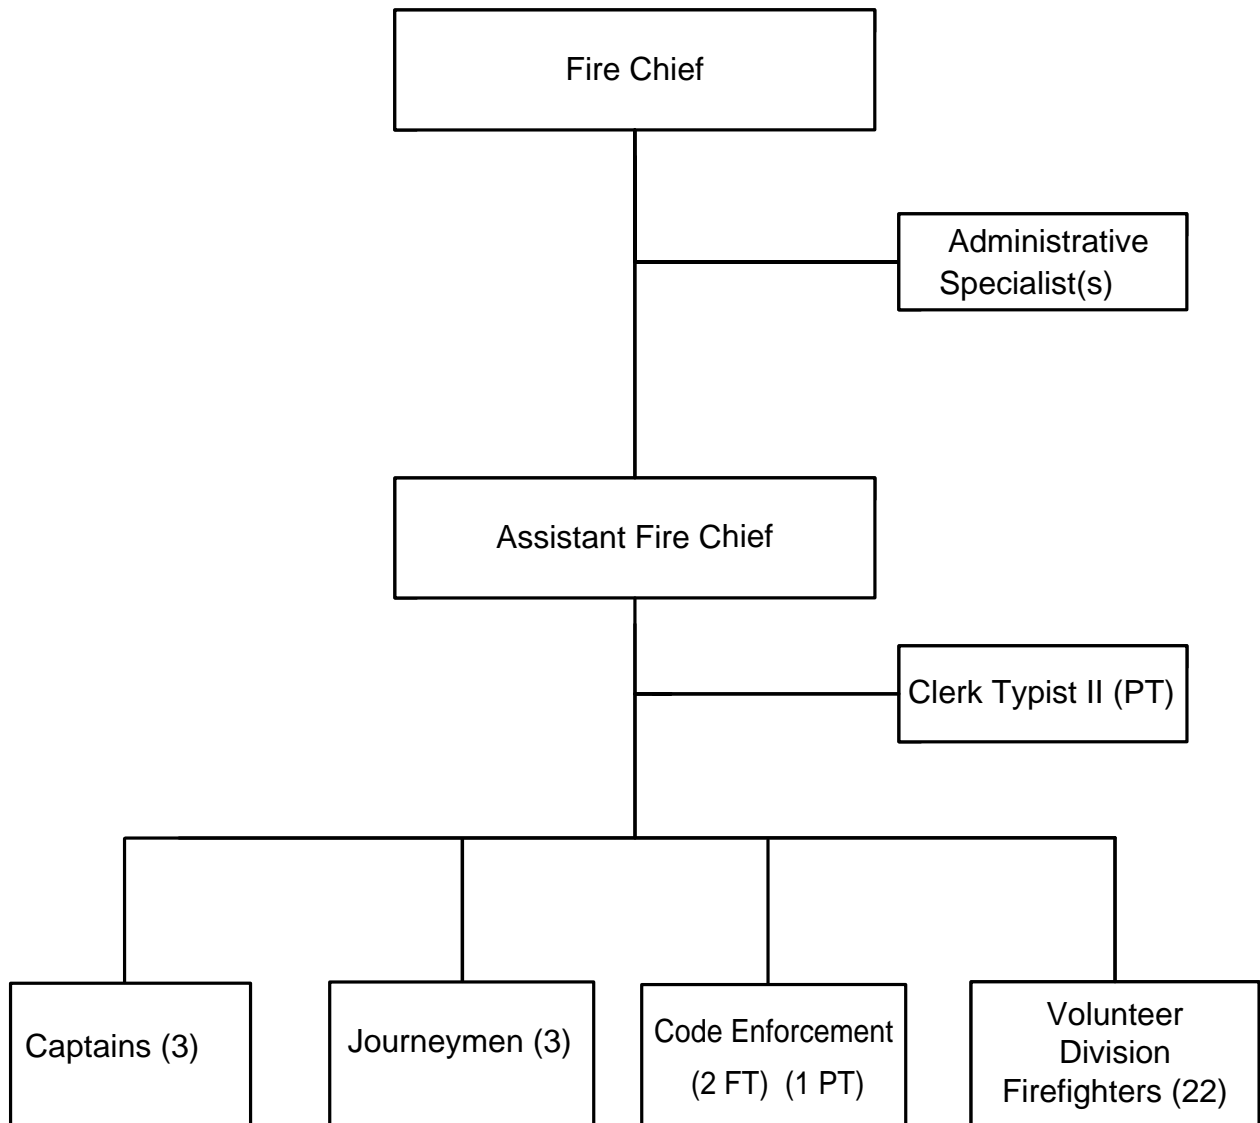 Fire Chief
Administrative
Specialist(s)
Assistant Fire Chief
Clerk Typist II (PT)
Captains (3)
Journeymen (3)
Code Enforcement
(2 FT) (1 PT)
Volunteer
Division
Firefighters (22)